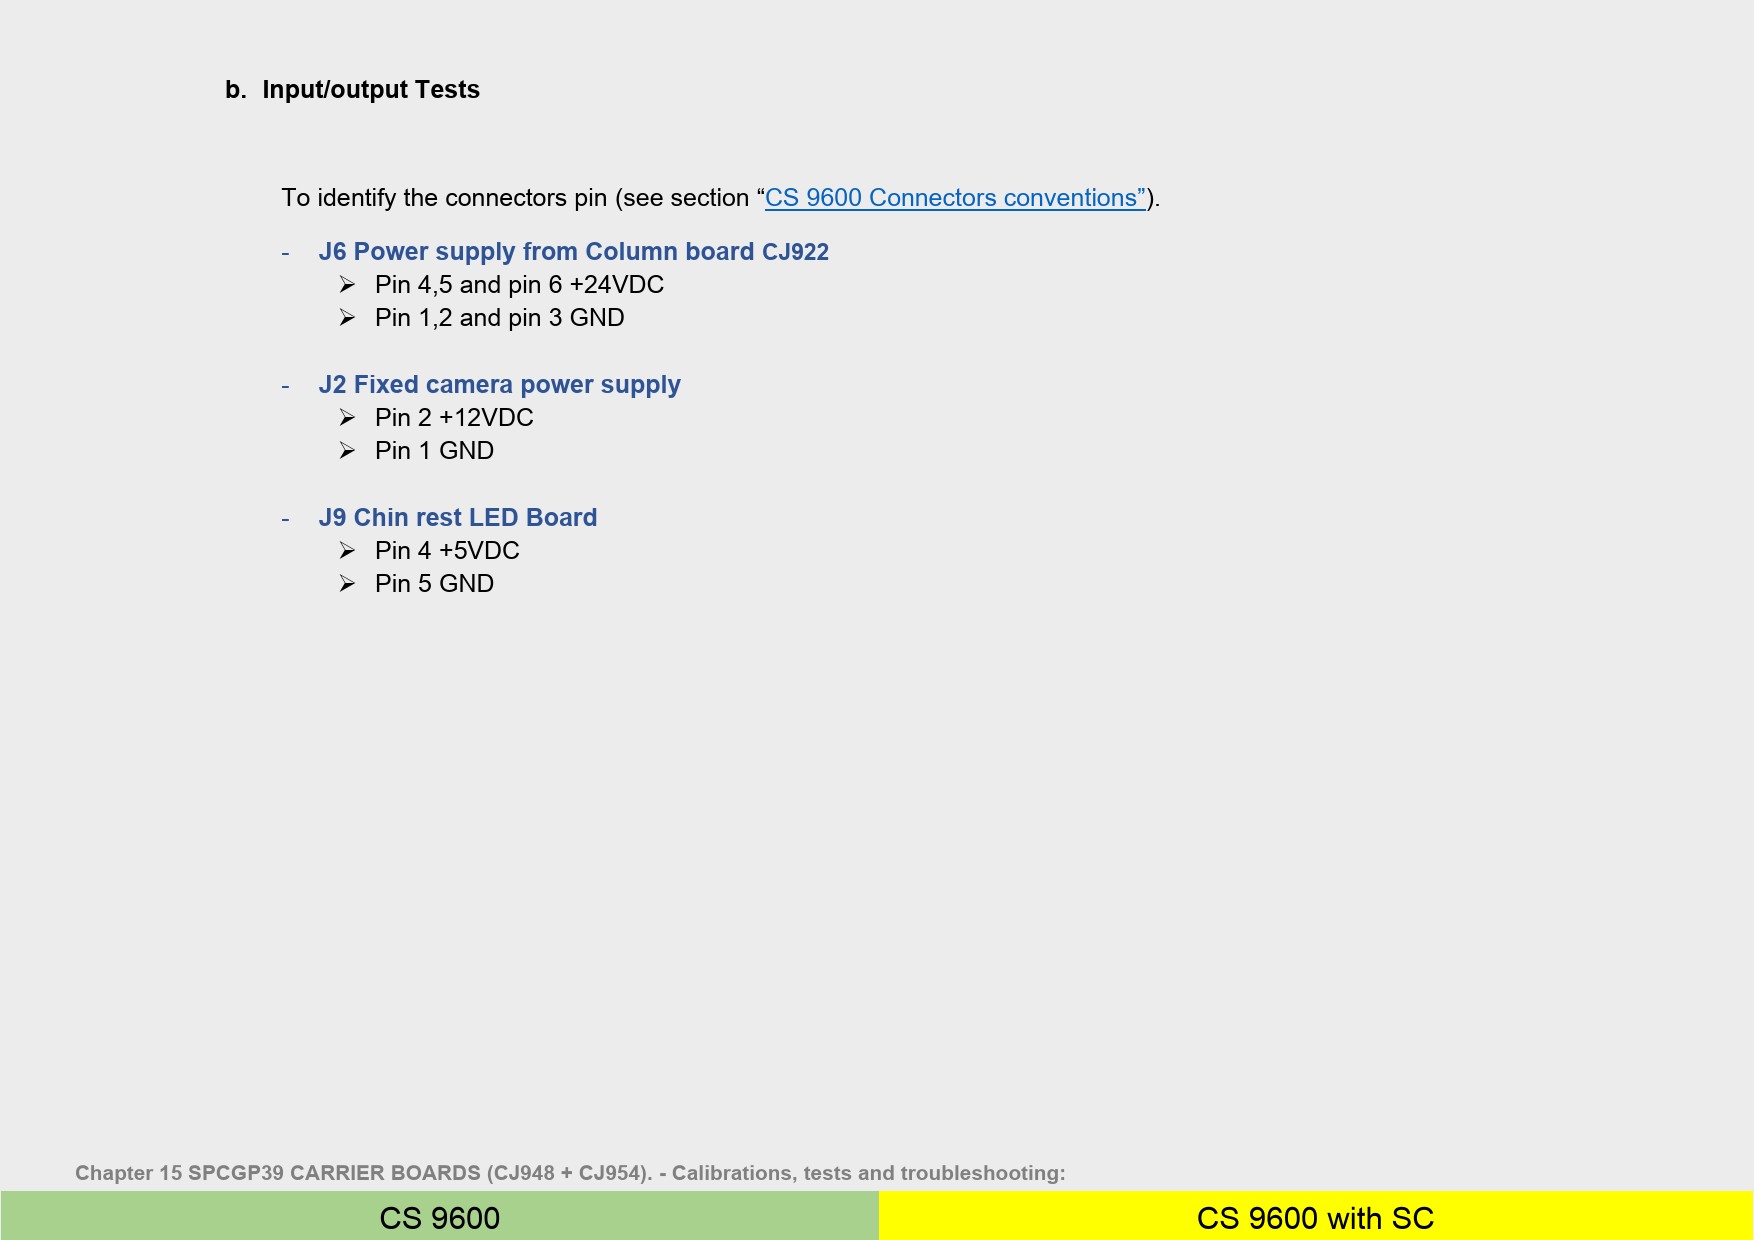 b. Input/output Tests
To identify the connectors pin (see section “CS 9600 Connectors conventions”).
- J6 Power supply from Column board CJ922
➢ Pin 4,5 and pin 6 +24VDC
➢ Pin 1,2 and pin 3 GND
- J2 Fixed camera power supply
➢ Pin 2 +12VDC
➢ Pin 1 GND
- J9 Chin rest LED Board
➢ Pin 4 +5VDC
➢ Pin 5 GND
Chapter 15 SPCGP39 CARRIER BOARDS (CJ948 + CJ954). - Calibrations, tests and troubleshooting:
CS 9600
CS 9600 with SC